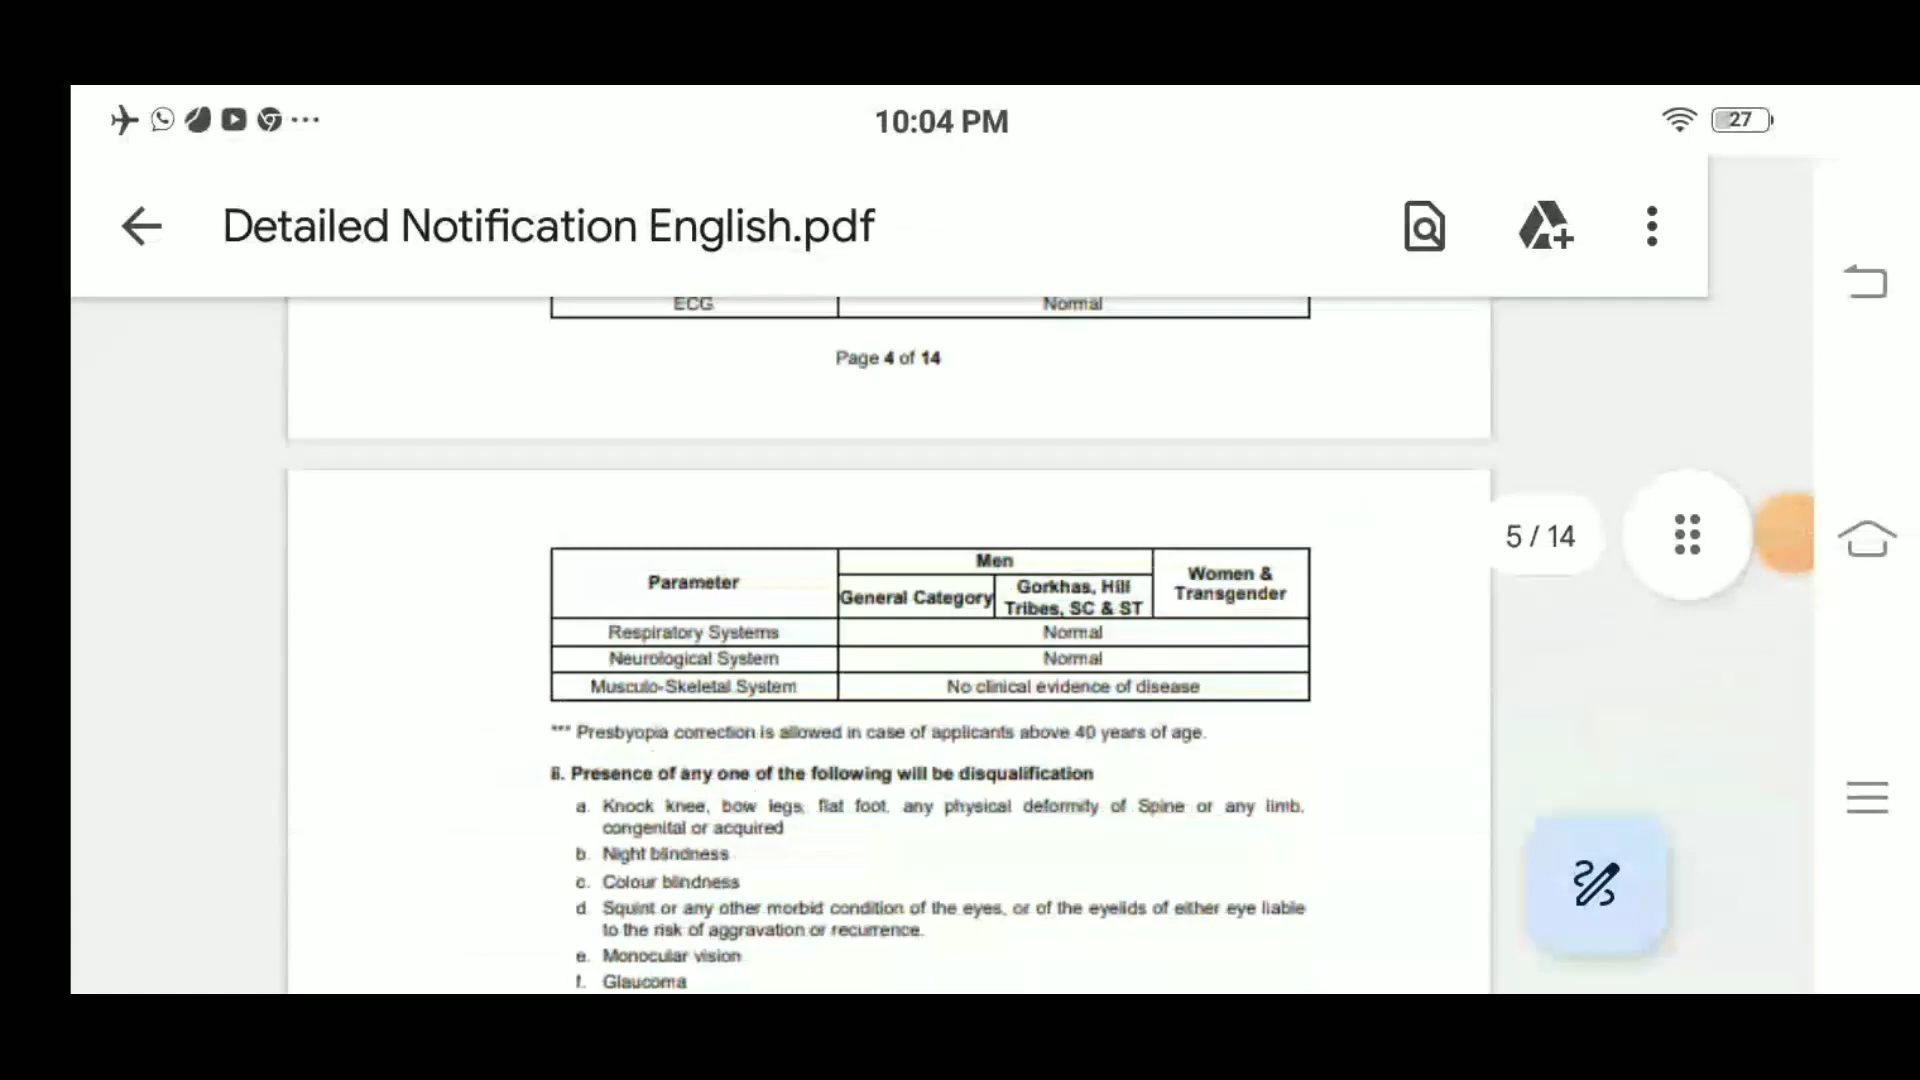 10:04 PM
27
Detailed Notification English.pdf
ECG Normal
Page 4 of 14
5 / 14
Parameter Men Women & Transgender
General Category Gorkhas, Hill Tribes, SC & ST
Respiratory Systems Normal
Neurological System Normal
Musculo-Skeletal System No clinical evidence of disease
*** Presbyopia correction is allowed in case of applicants above 40 years of age.
ii. Presence of any one of the following will be disqualification
a. Knock knee, bow legs, flat foot, any physical deformity of Spine or any limb,
congenital or acquired
b. Night blindness
c. Colour blindness
d. Squint or any other morbid condition of the eyes, or of the eyelids of either eye liable
to the risk of aggravation or recurrence.
e. Monocular vision
f. Glaucoma